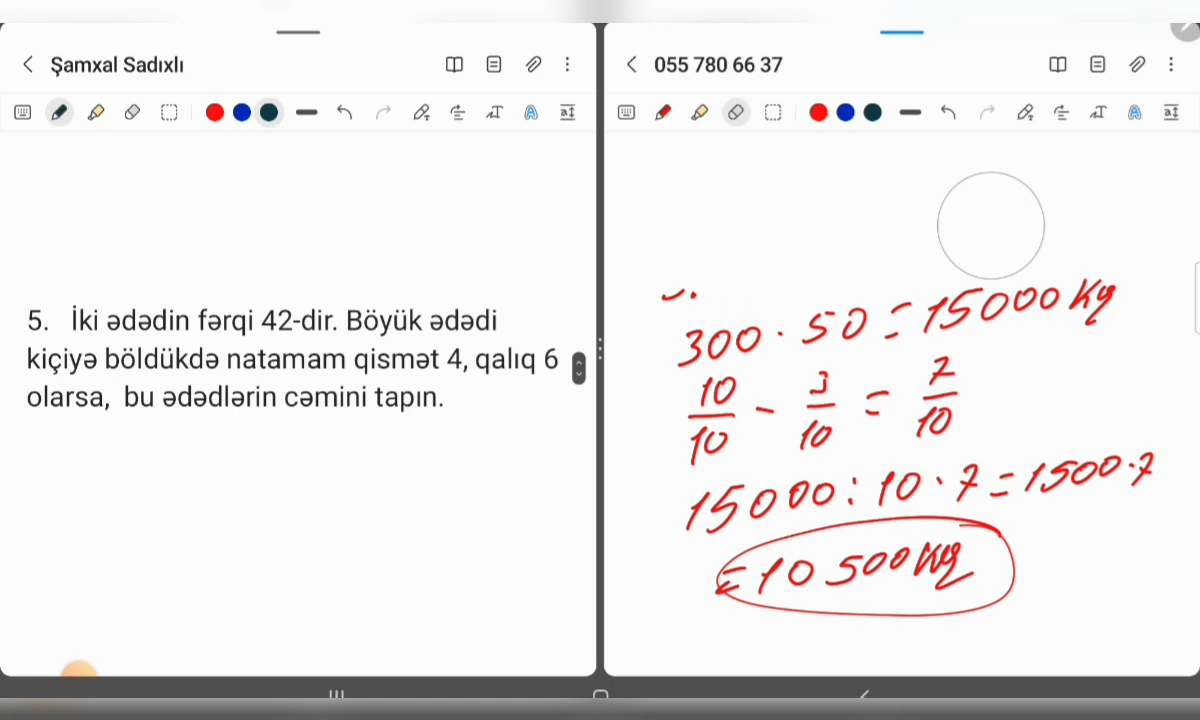 Şamxal Sadıxlı
055 780 66 37
5. İki ədədin fərqi 42-dir. Böyük ədədi
kiçiyə böldükdə natamam qismət 4, qalıq 6
olarsa, bu ədədlərin cəmini tapın.
300 · 50 = 15000 kg
10/10 - 3/10 = 7/10
15000 : 10 · 7 = 1500 · 7
= 10 500 kg